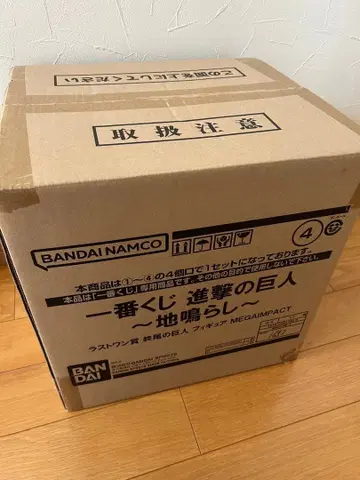 この面を上にしてください
取扱注意
BANDAI NAMCO
4
本商品は①〜④の4個口で1セットになっております。
本品は「一番くじ」専用商品です。その他の目的で使用しないで下さい。
一番くじ 進撃の巨人
〜地鳴らし〜
ラストワン賞 終尾の巨人 フィギュア MEGAIMPACT
BAN
DAI